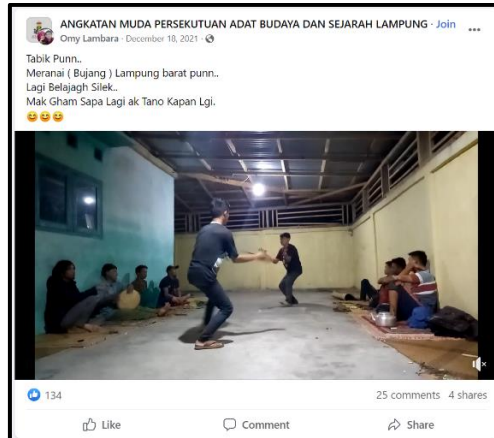 ANGKATAN MUDA PERSEKUTUAN ADAT BUDAYA DAN SEJARAH LAMPUNG · Join
Omy Lambara · December 18, 2021 ·
Tabik Punn..
Meranai ( Bujang ) Lampung barat punn..
Lagi Belajagh Silek..
Mak Gham Sapa Lagi ak Tano Kapan Lgi.
😄😄😄
134
25 comments 4 shares
Like Comment Share